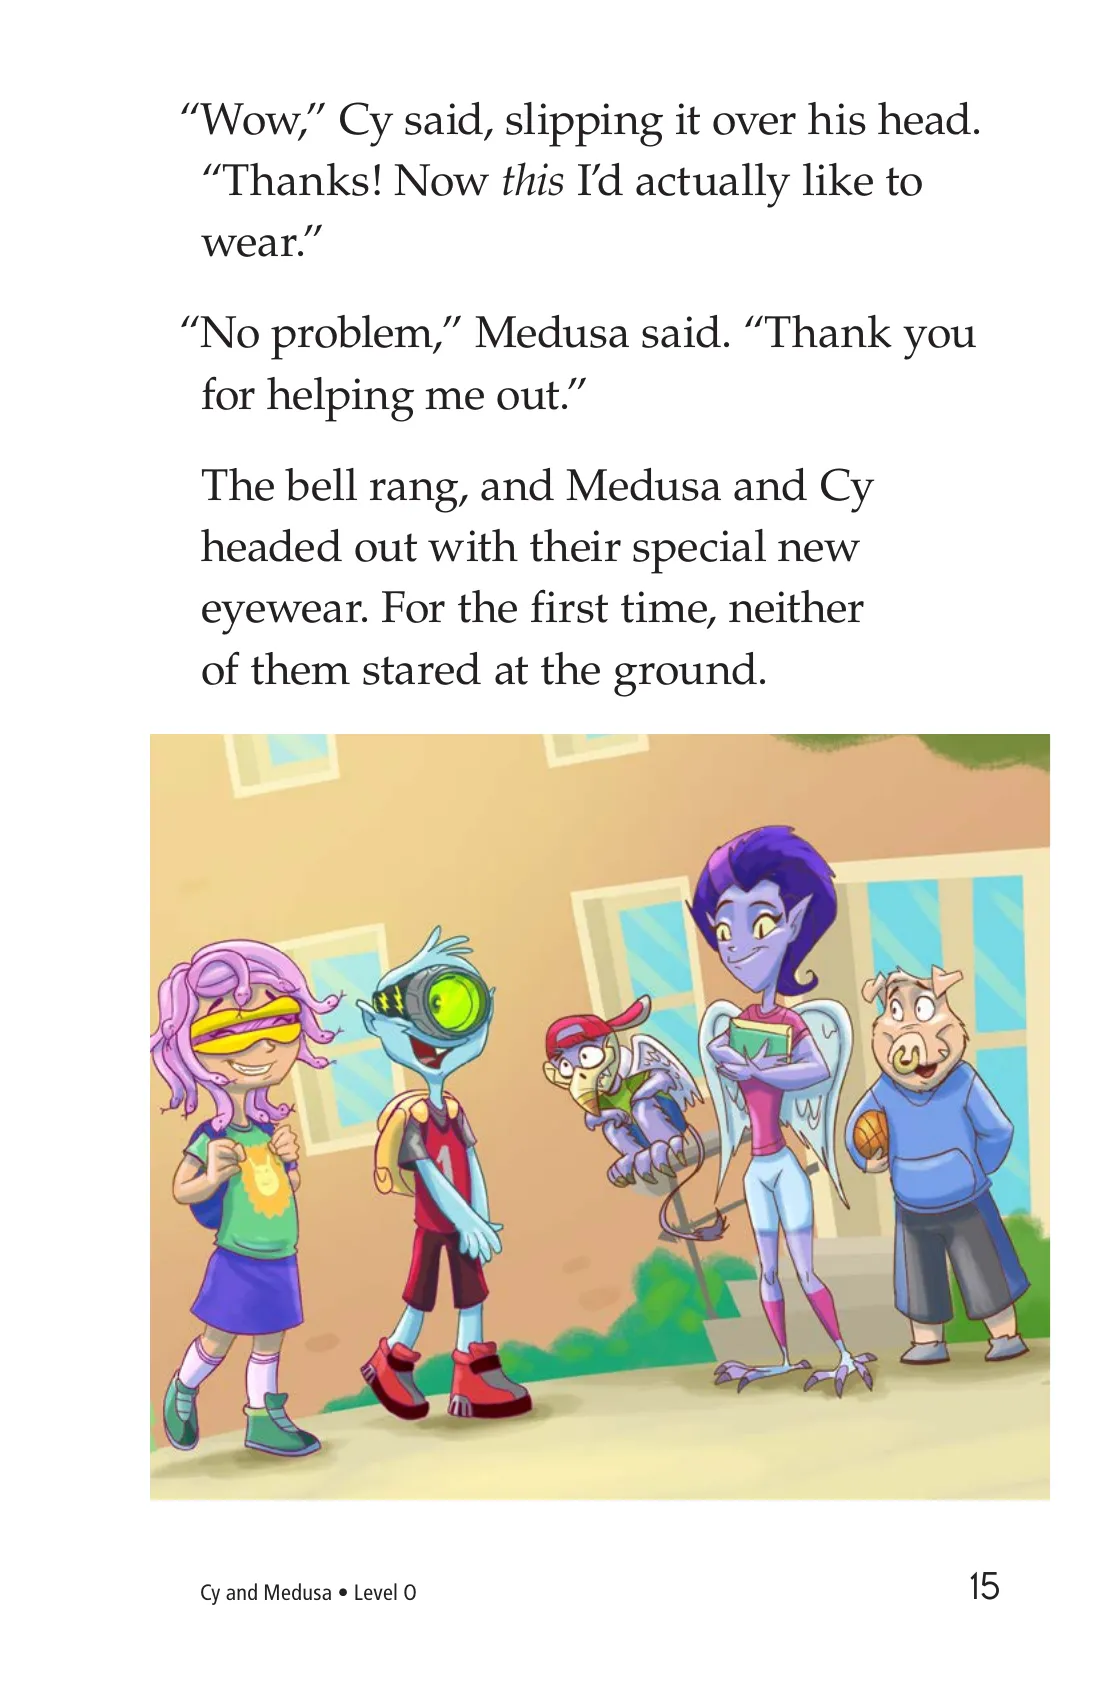 “Wow,” Cy said, slipping it over his head.
“Thanks! Now this I’d actually like to
wear.”
“No problem,” Medusa said. “Thank you
for helping me out.”
The bell rang, and Medusa and Cy
headed out with their special new
eyewear. For the first time, neither
of them stared at the ground.
1
Cy and Medusa • Level O
15